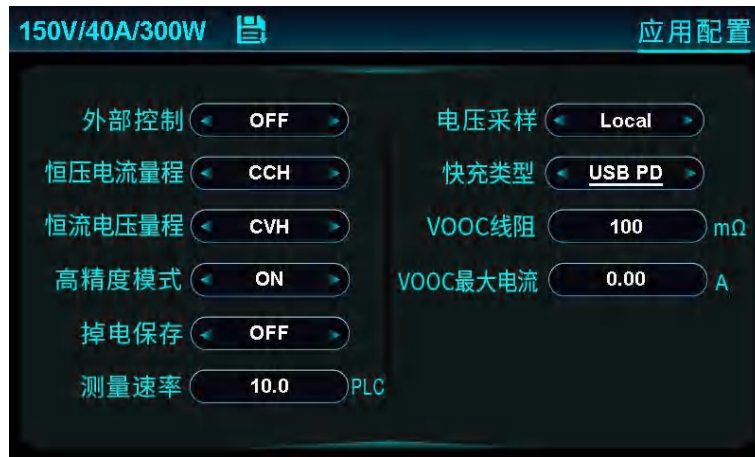 150V/40A/300W
应用配置
外部控制 OFF
恒压电流量程 CCH
恒流电压量程 CVH
高精度模式 ON
掉电保存 OFF
测量速率 10.0 PLC
电压采样 Local
快充类型 USB PD
VOOC线阻 100 mΩ
VOOC最大电流 0.00 A